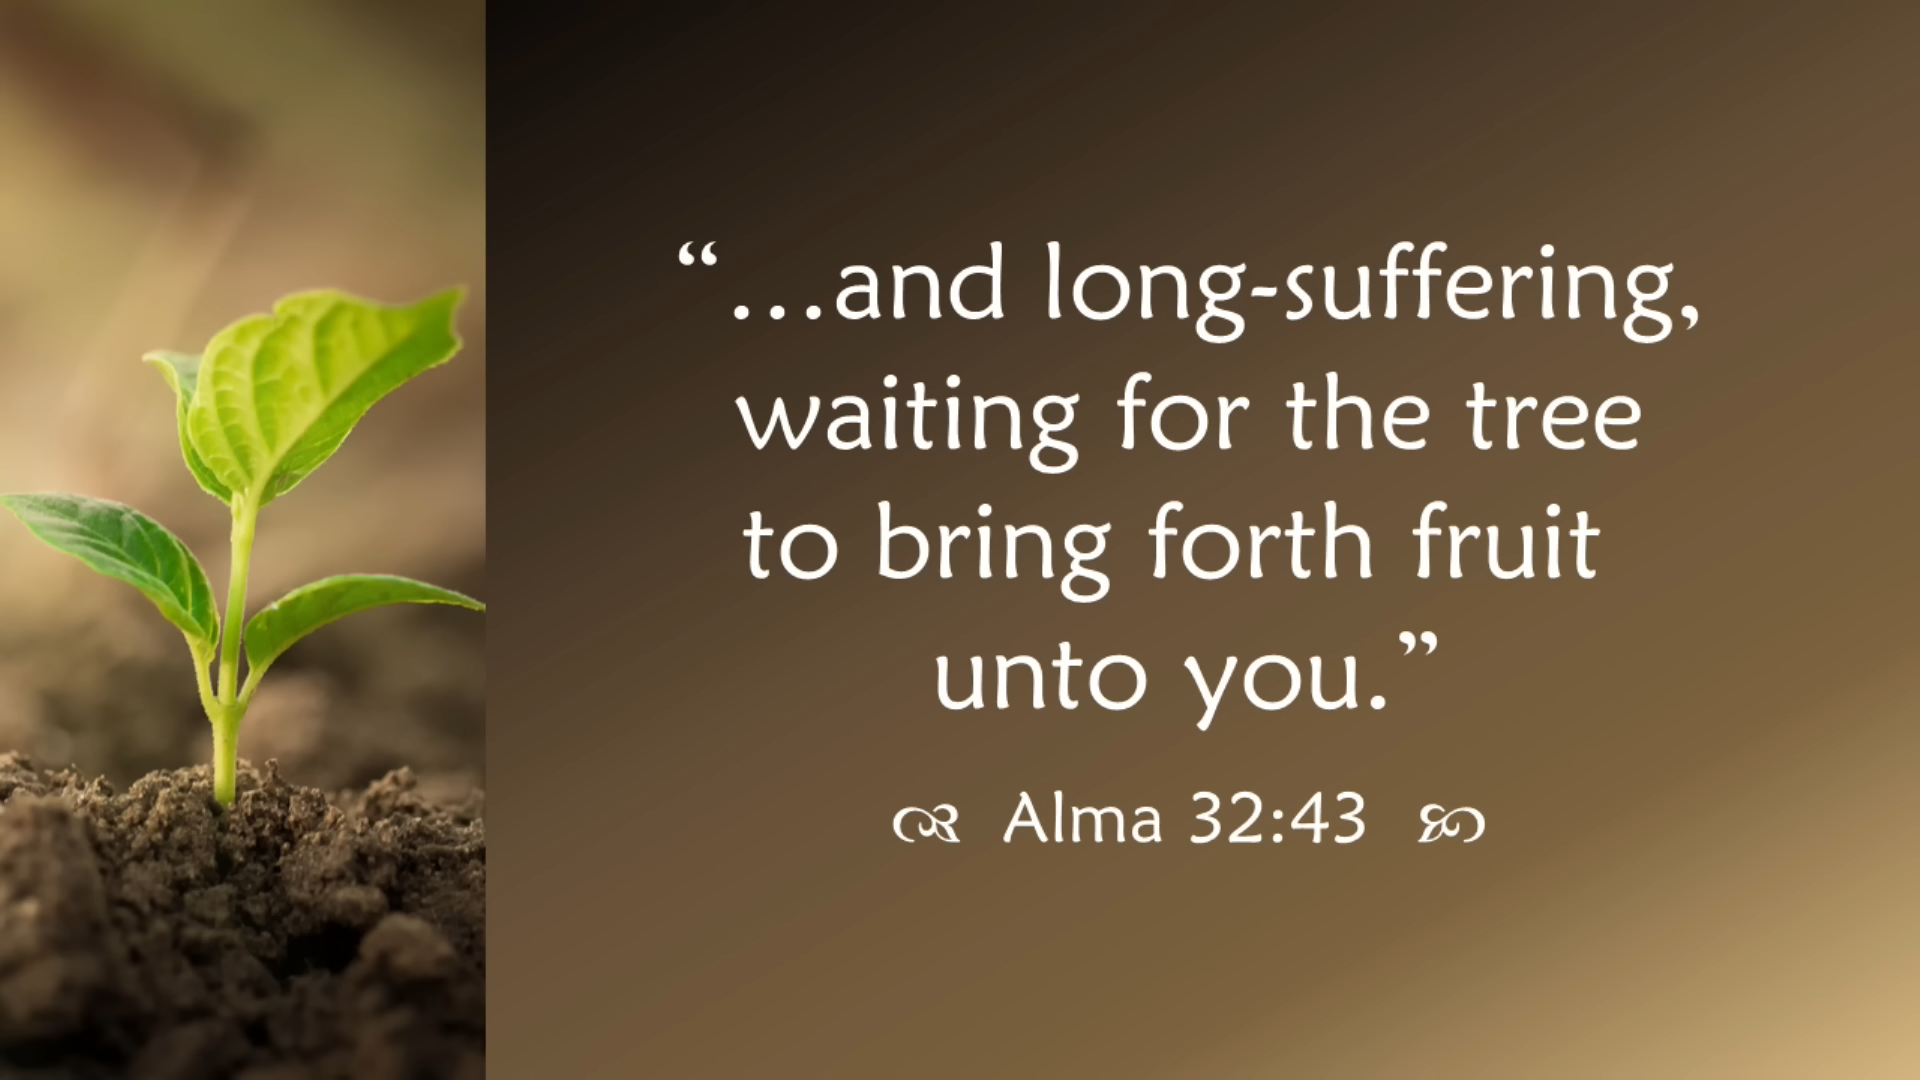 “…and long-suffering,
waiting for the tree
to bring forth fruit
unto you.”
Alma 32:43